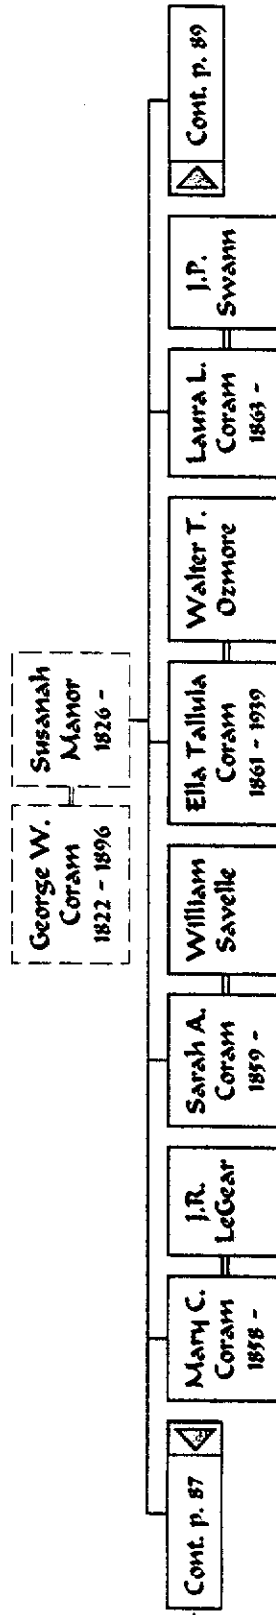 George W.
Coram
1822 - 1896
Susanah
Manor
1826 -
Cont. p. 87
Mary C.
Coram
1858 -
J.R.
LeGear
Sarah A.
Coram
1859 -
William
Savelle
Ella Tallula
Coram
1861 - 1939
Walter T.
Ozmore
Laura L.
Coram
1863 -
J.P.
Swann
Cont. p. 89